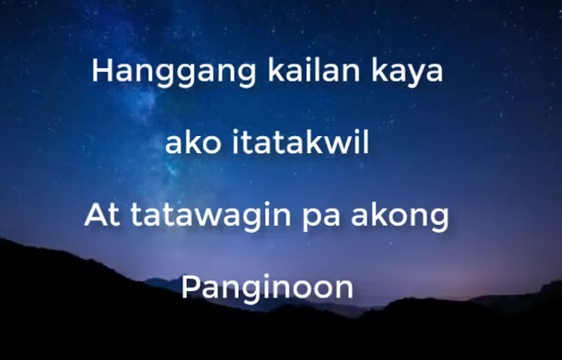 Hanggang kailan kaya
ako itatakwil
At tatawagin pa akong
Panginoon